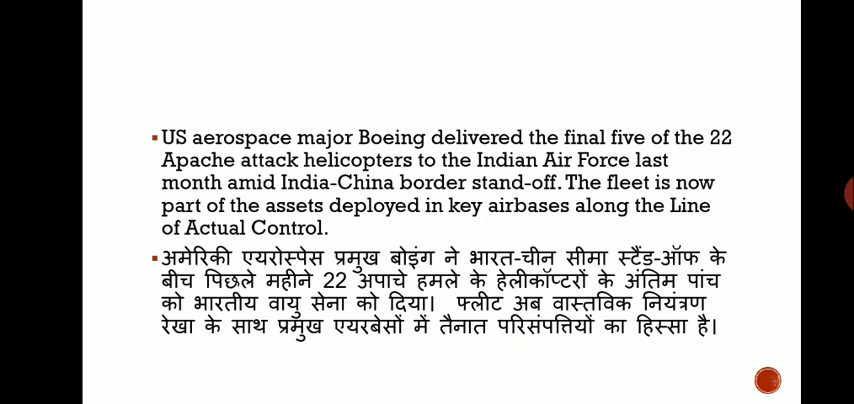 US aerospace major Boeing delivered the final five of the 22
Apache attack helicopters to the Indian Air Force last
month amid India-China border stand-off. The fleet is now
part of the assets deployed in key airbases along the Line
of Actual Control.
अमेरिकी एयरोस्पेस प्रमुख बोइंग ने भारत-चीन सीमा स्टैंड-ऑफ के
बीच पिछले महीने 22 अपाचे हमले के हेलीकॉप्टरों के अंतिम पांच
को भारतीय वायु सेना को दिया। फ्लीट अब वास्तविक नियंत्रण
रेखा के साथ प्रमुख एयरबेसों में तैनात परिसंपत्तियों का हिस्सा है।